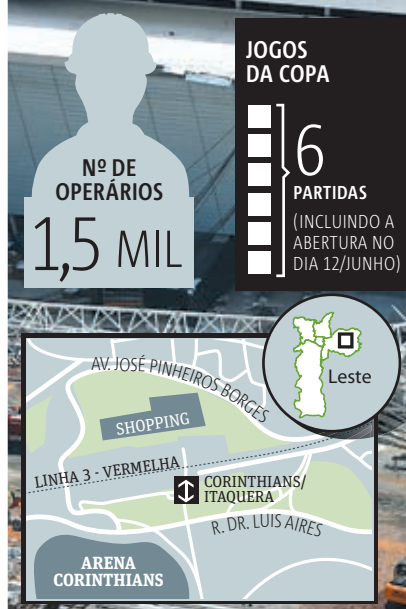 Nº DE
OPERÁRIOS
1,5 MIL
JOGOS
DA COPA
6
PARTIDAS
(INCLUINDO A
ABERTURA NO
DIA 12/JUNHO)
Leste
AV. JOSÉ PINHEIROS BORGES
SHOPPING
LINHA 3 - VERMELHA
CORINTHIANS/
ITAQUERA
R. DR. LUIS AIRES
ARENA
CORINTHIANS